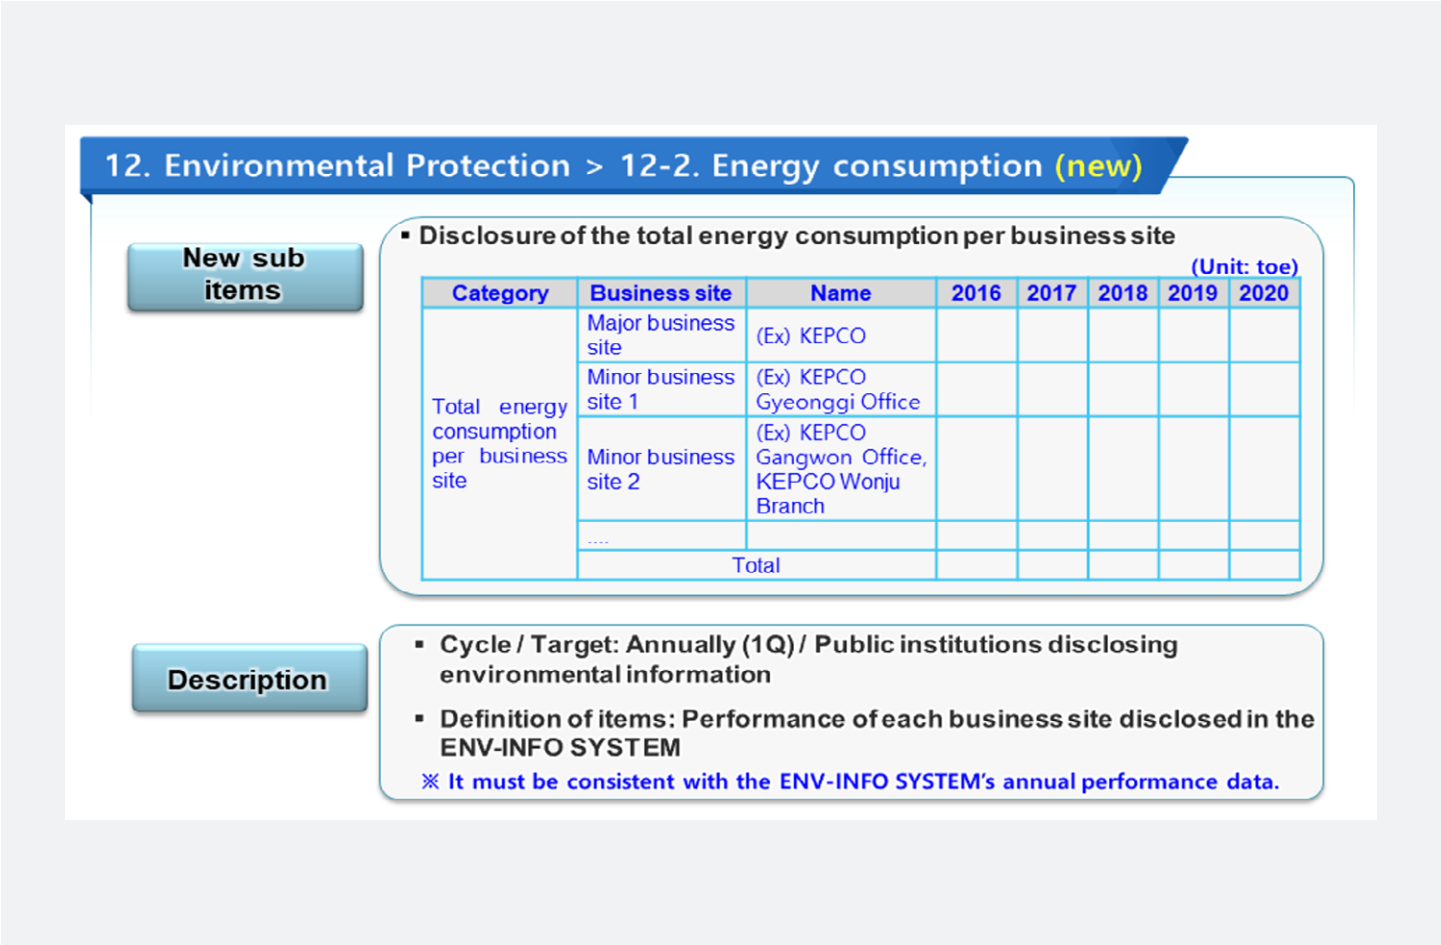 12. Environmental Protection > 12-2. Energy consumption (new)
New sub
items
▪ Disclosure of the total energy consumption per business site
(Unit: toe)
Category Business site Name 2016 2017 2018 2019 2020
Total energy
consumption
per business
site
Major business
site
(Ex) KEPCO
Minor business
site 1
(Ex) KEPCO
Gyeonggi Office
Minor business
site 2
(Ex) KEPCO
Gangwon Office,
KEPCO Wonju
Branch
....
Total
Description
▪ Cycle / Target: Annually (1Q) / Public institutions disclosing
environmental information
▪ Definition of items: Performance of each business site disclosed in the
ENV-INFO SYSTEM
※ It must be consistent with the ENV-INFO SYSTEM's annual performance data.